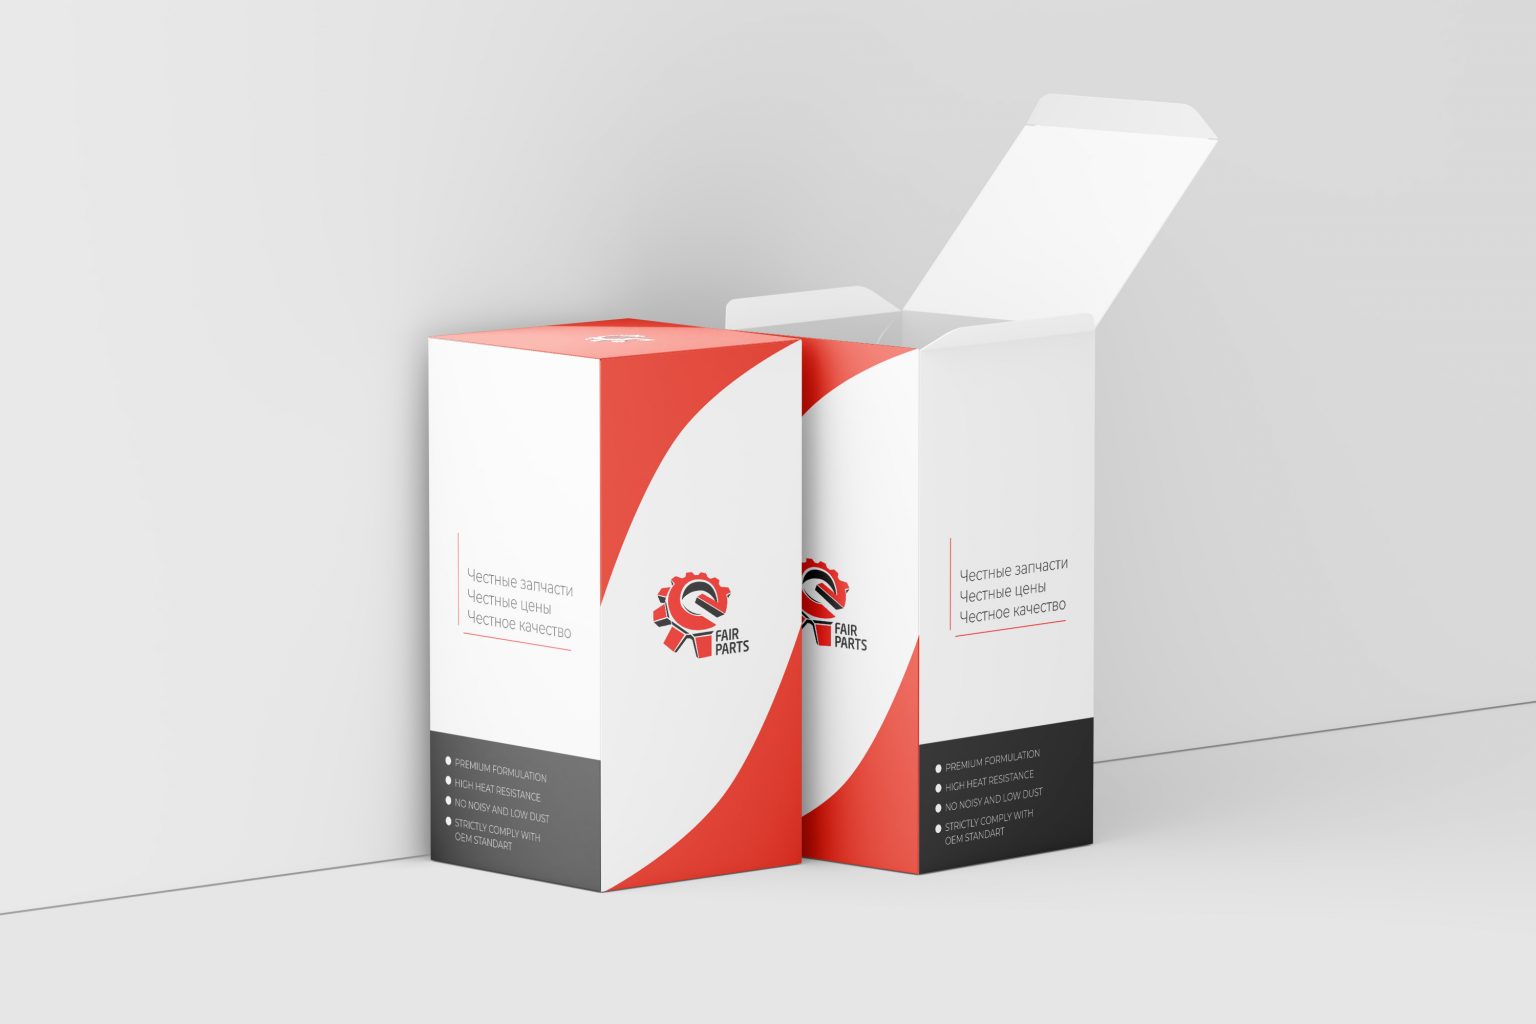 Честные запчасти
Честные цены
Честное качество
PREMIUM FORMULATION
HIGH HEAT RESISTANCE
NO NOISY AND LOW DUST
STRICTLY COMPLY WITH
OEM STANDART
FAIR
PARTS
FAIR
PARTS
Честные запчасти
Честные цены
Честное качество
PREMIUM FORMULATION
HIGH HEAT RESISTANCE
NO NOISY AND LOW DUST
STRICTLY COMPLY WITH
OEM STANDART